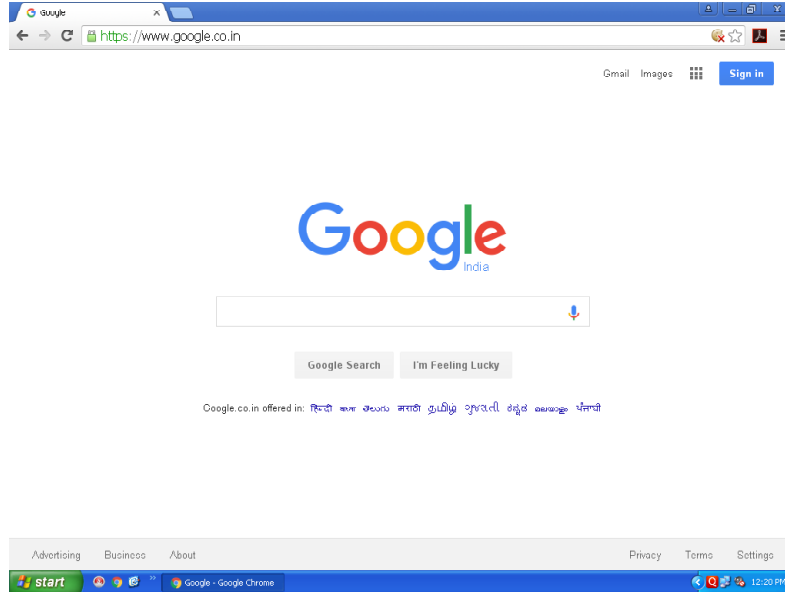 Google
https://www.google.co.in
Gmail Images Sign in
Google
India
Google Search I'm Feeling Lucky
Google.co.in offered in: हिन्दी বাংলা తెలుగు मराठी தமிழ் ગુજરાતી ಕನ್ನಡ മലയാളം ਪੰਜਾਬੀ
Advertising Business About Privacy Terms Settings
start Google - Google Chrome 12:20 PM